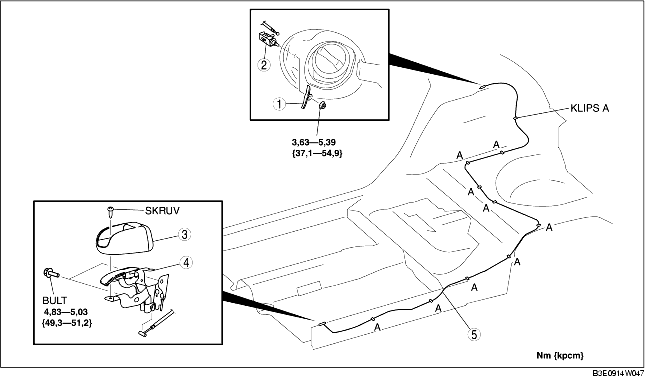 2
1
3,63—5,39
{37,1—54,9}
KLIPS A
A
A
A
A
A
SKRUV
3
4
BULT
4,83—5,03
{49,3—51,2}
A
A
A
A
5
Nm {kpcm}
B3E0914W047